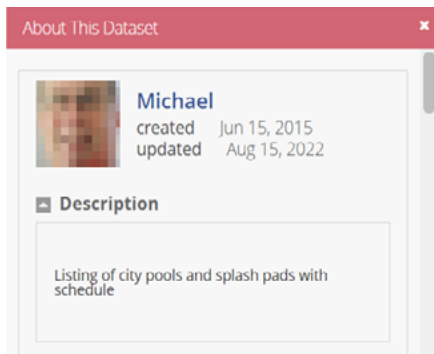 About This Dataset
Michael
created Jun 15, 2015
updated Aug 15, 2022
Description
Listing of city pools and splash pads with
schedule